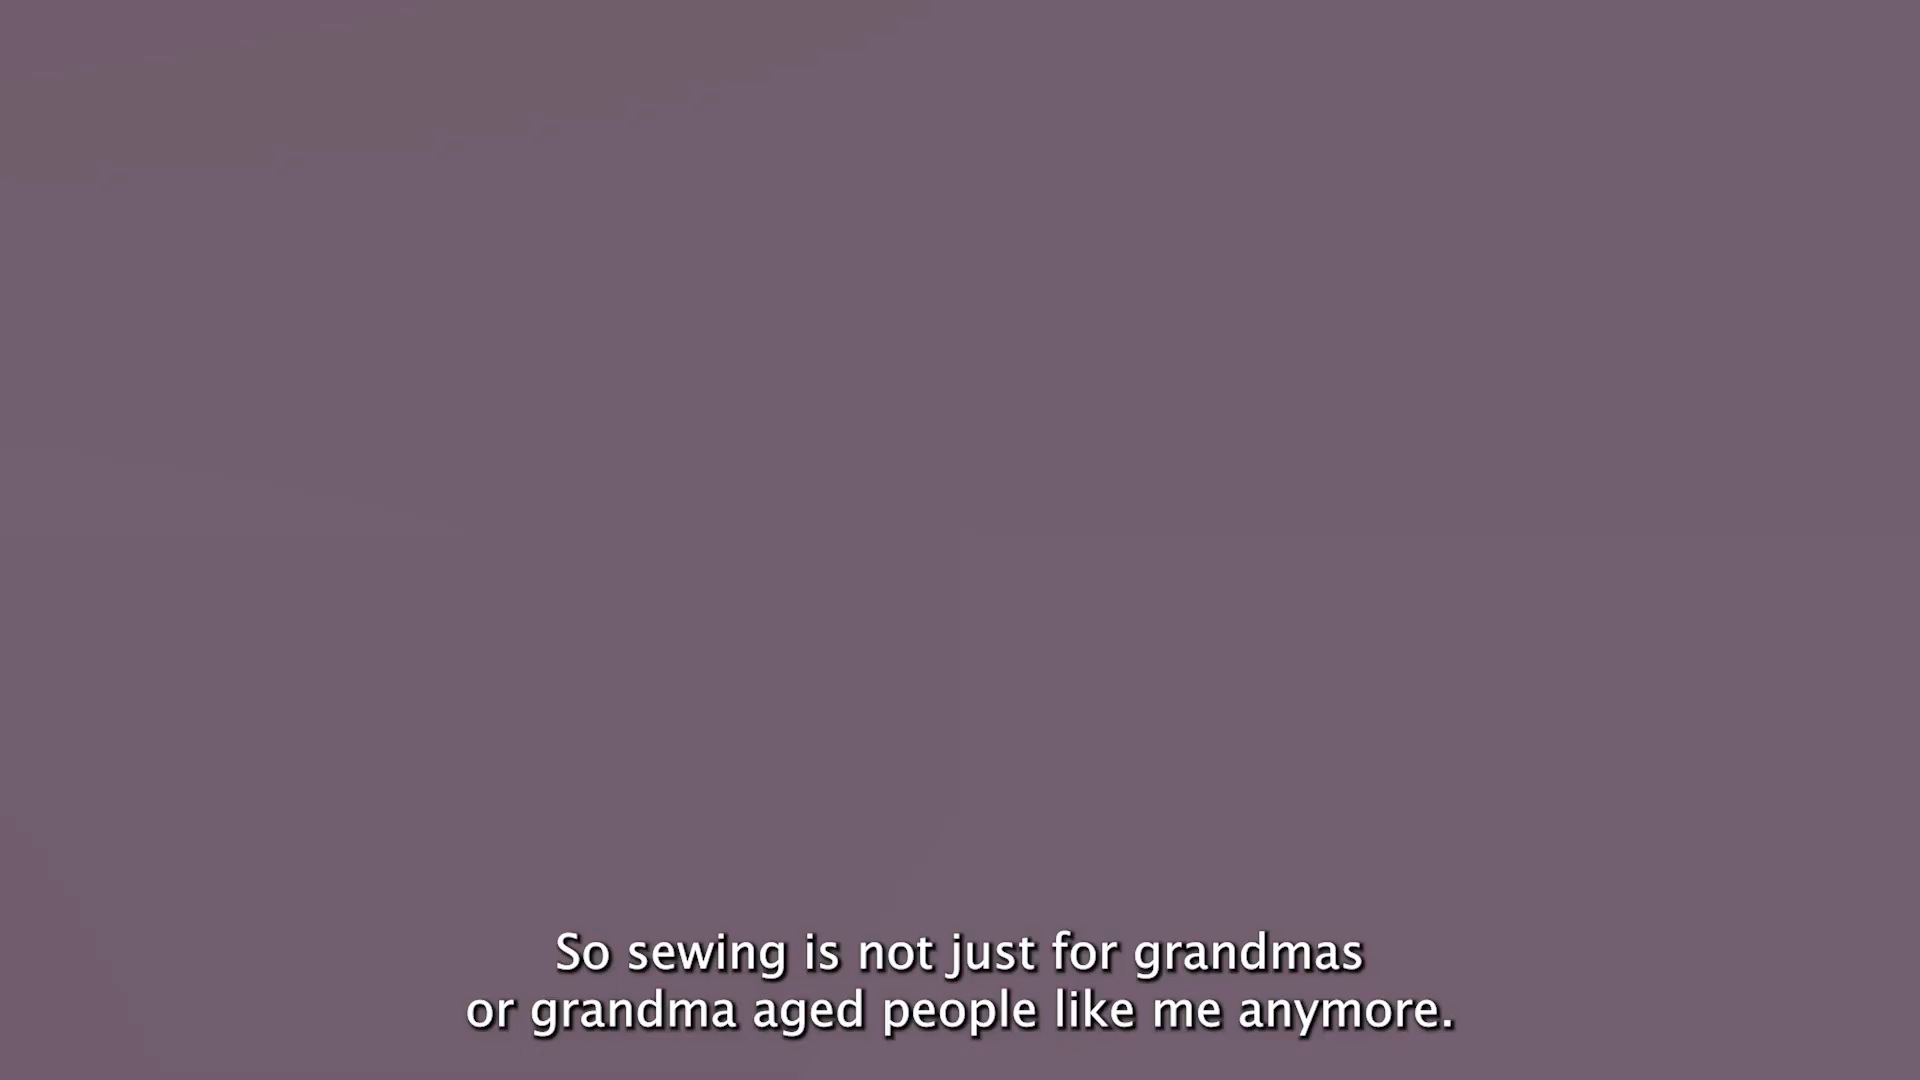 So sewing is not just for grandmas
or grandma aged people like me anymore.